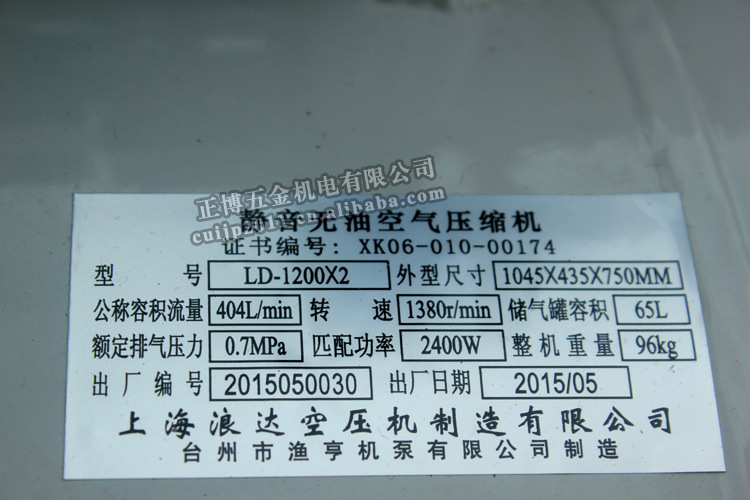 正博五金机电有限公司
静音无油空气压缩机
证书编号: XK06-010-00174
型 号 LD-1200X2 外型尺寸 1045X435X750MM
公称容积流量 404L/min 转 速 1380r/min 储气罐容积 65L
额定排气压力 0.7MPa 匹配功率 2400W 整机重量 96kg
出厂编号 2015050030 出厂日期 2015/05
上海浪达空压机制造有限公司
台州市渔亨机泵有限公司制造